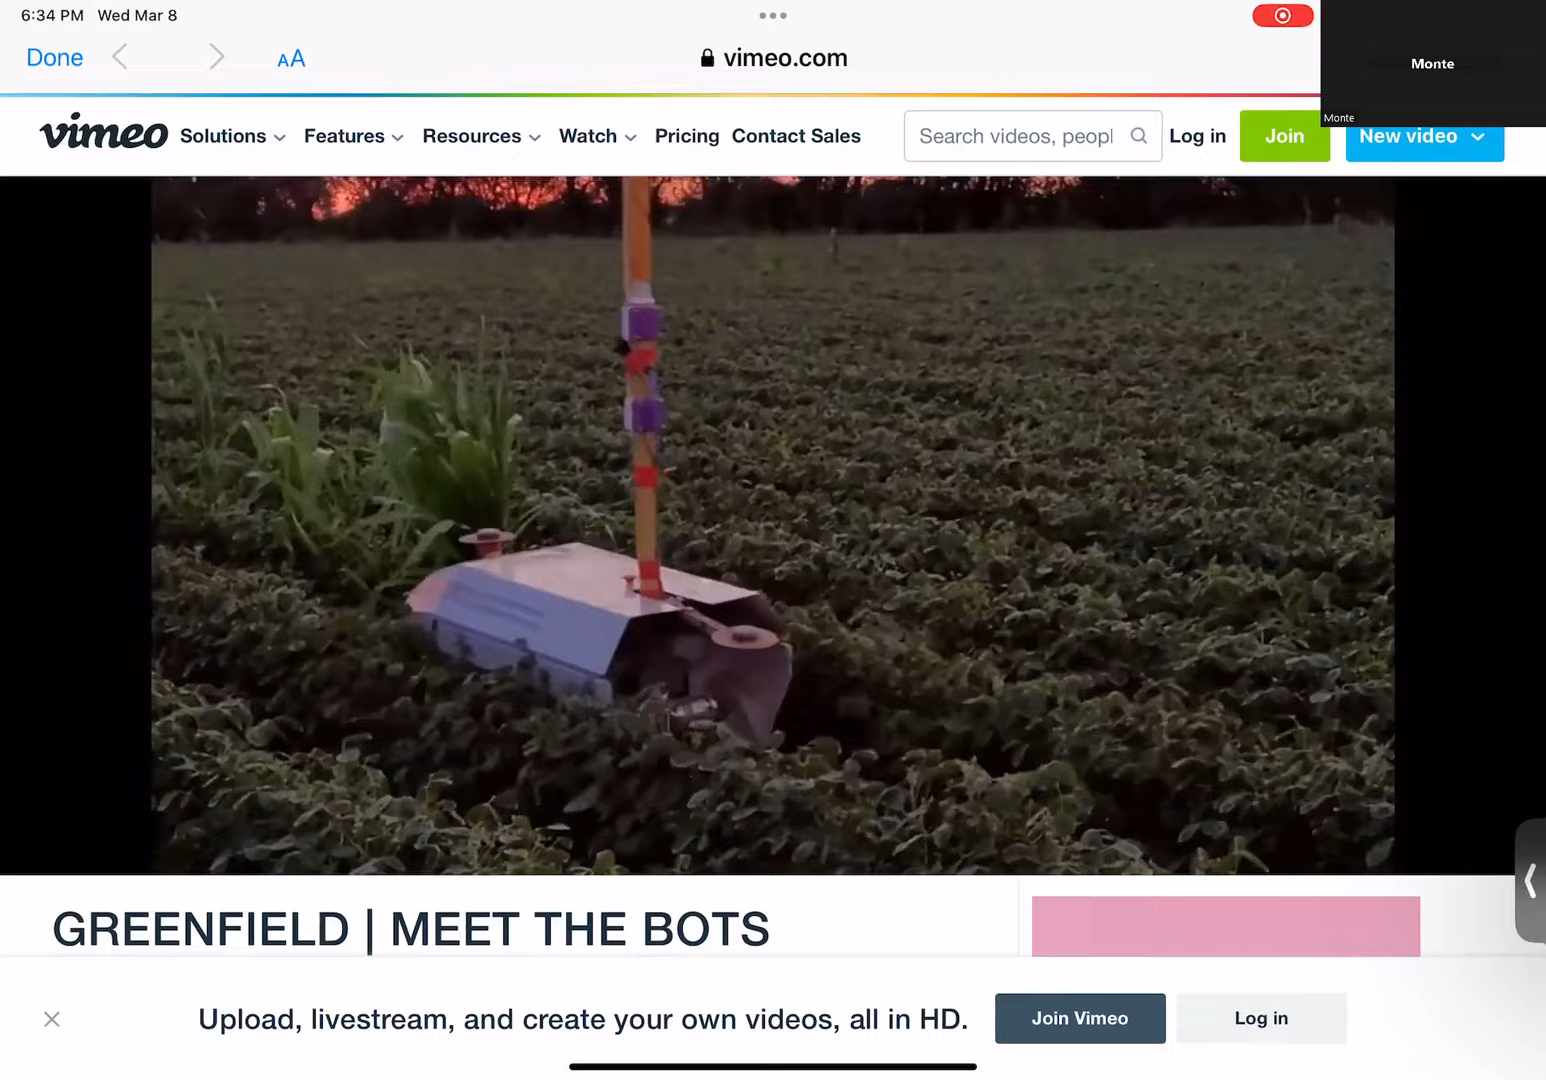 6:34 PM Wed Mar 8
Done
AA
vimeo.com
Monte
Monte
vimeo
Solutions
Features
Resources
Watch
Pricing
Contact Sales
Search videos, peopl
Log in
Join
New video
GREENFIELD | MEET THE BOTS
Upload, livestream, and create your own videos, all in HD.
Join Vimeo
Log in